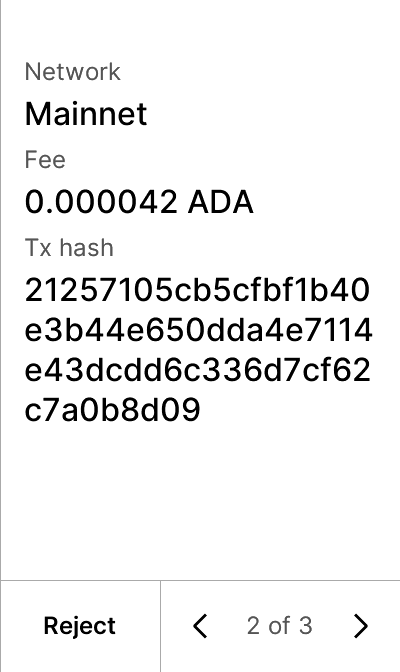 Network
Mainnet
Fee
0.000042 ADA
Tx hash
21257105cb5cfbf1b40
e3b44e650dda4e7114
e43dcdd6c336d7cf62
c7a0b8d09
Reject
2 of 3